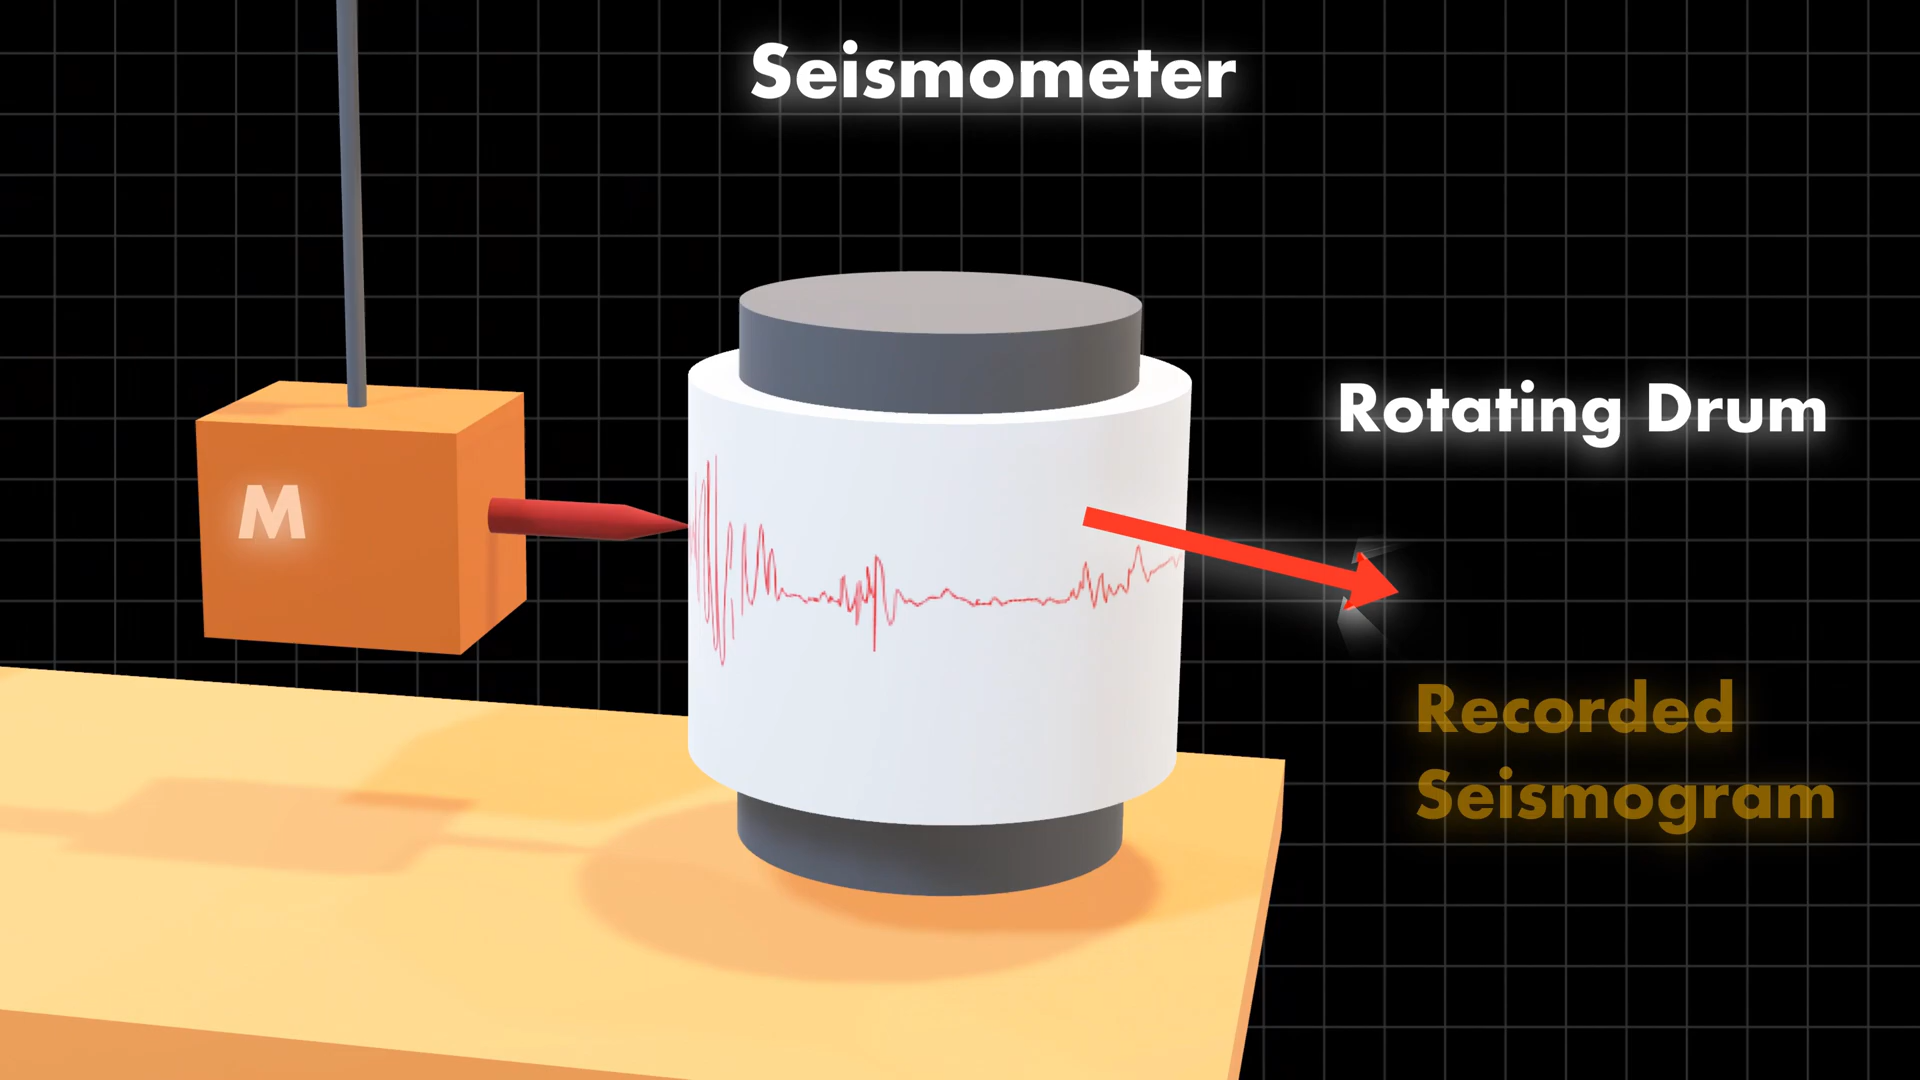 Seismometer
Rotating Drum
M
Recorded
Seismogram